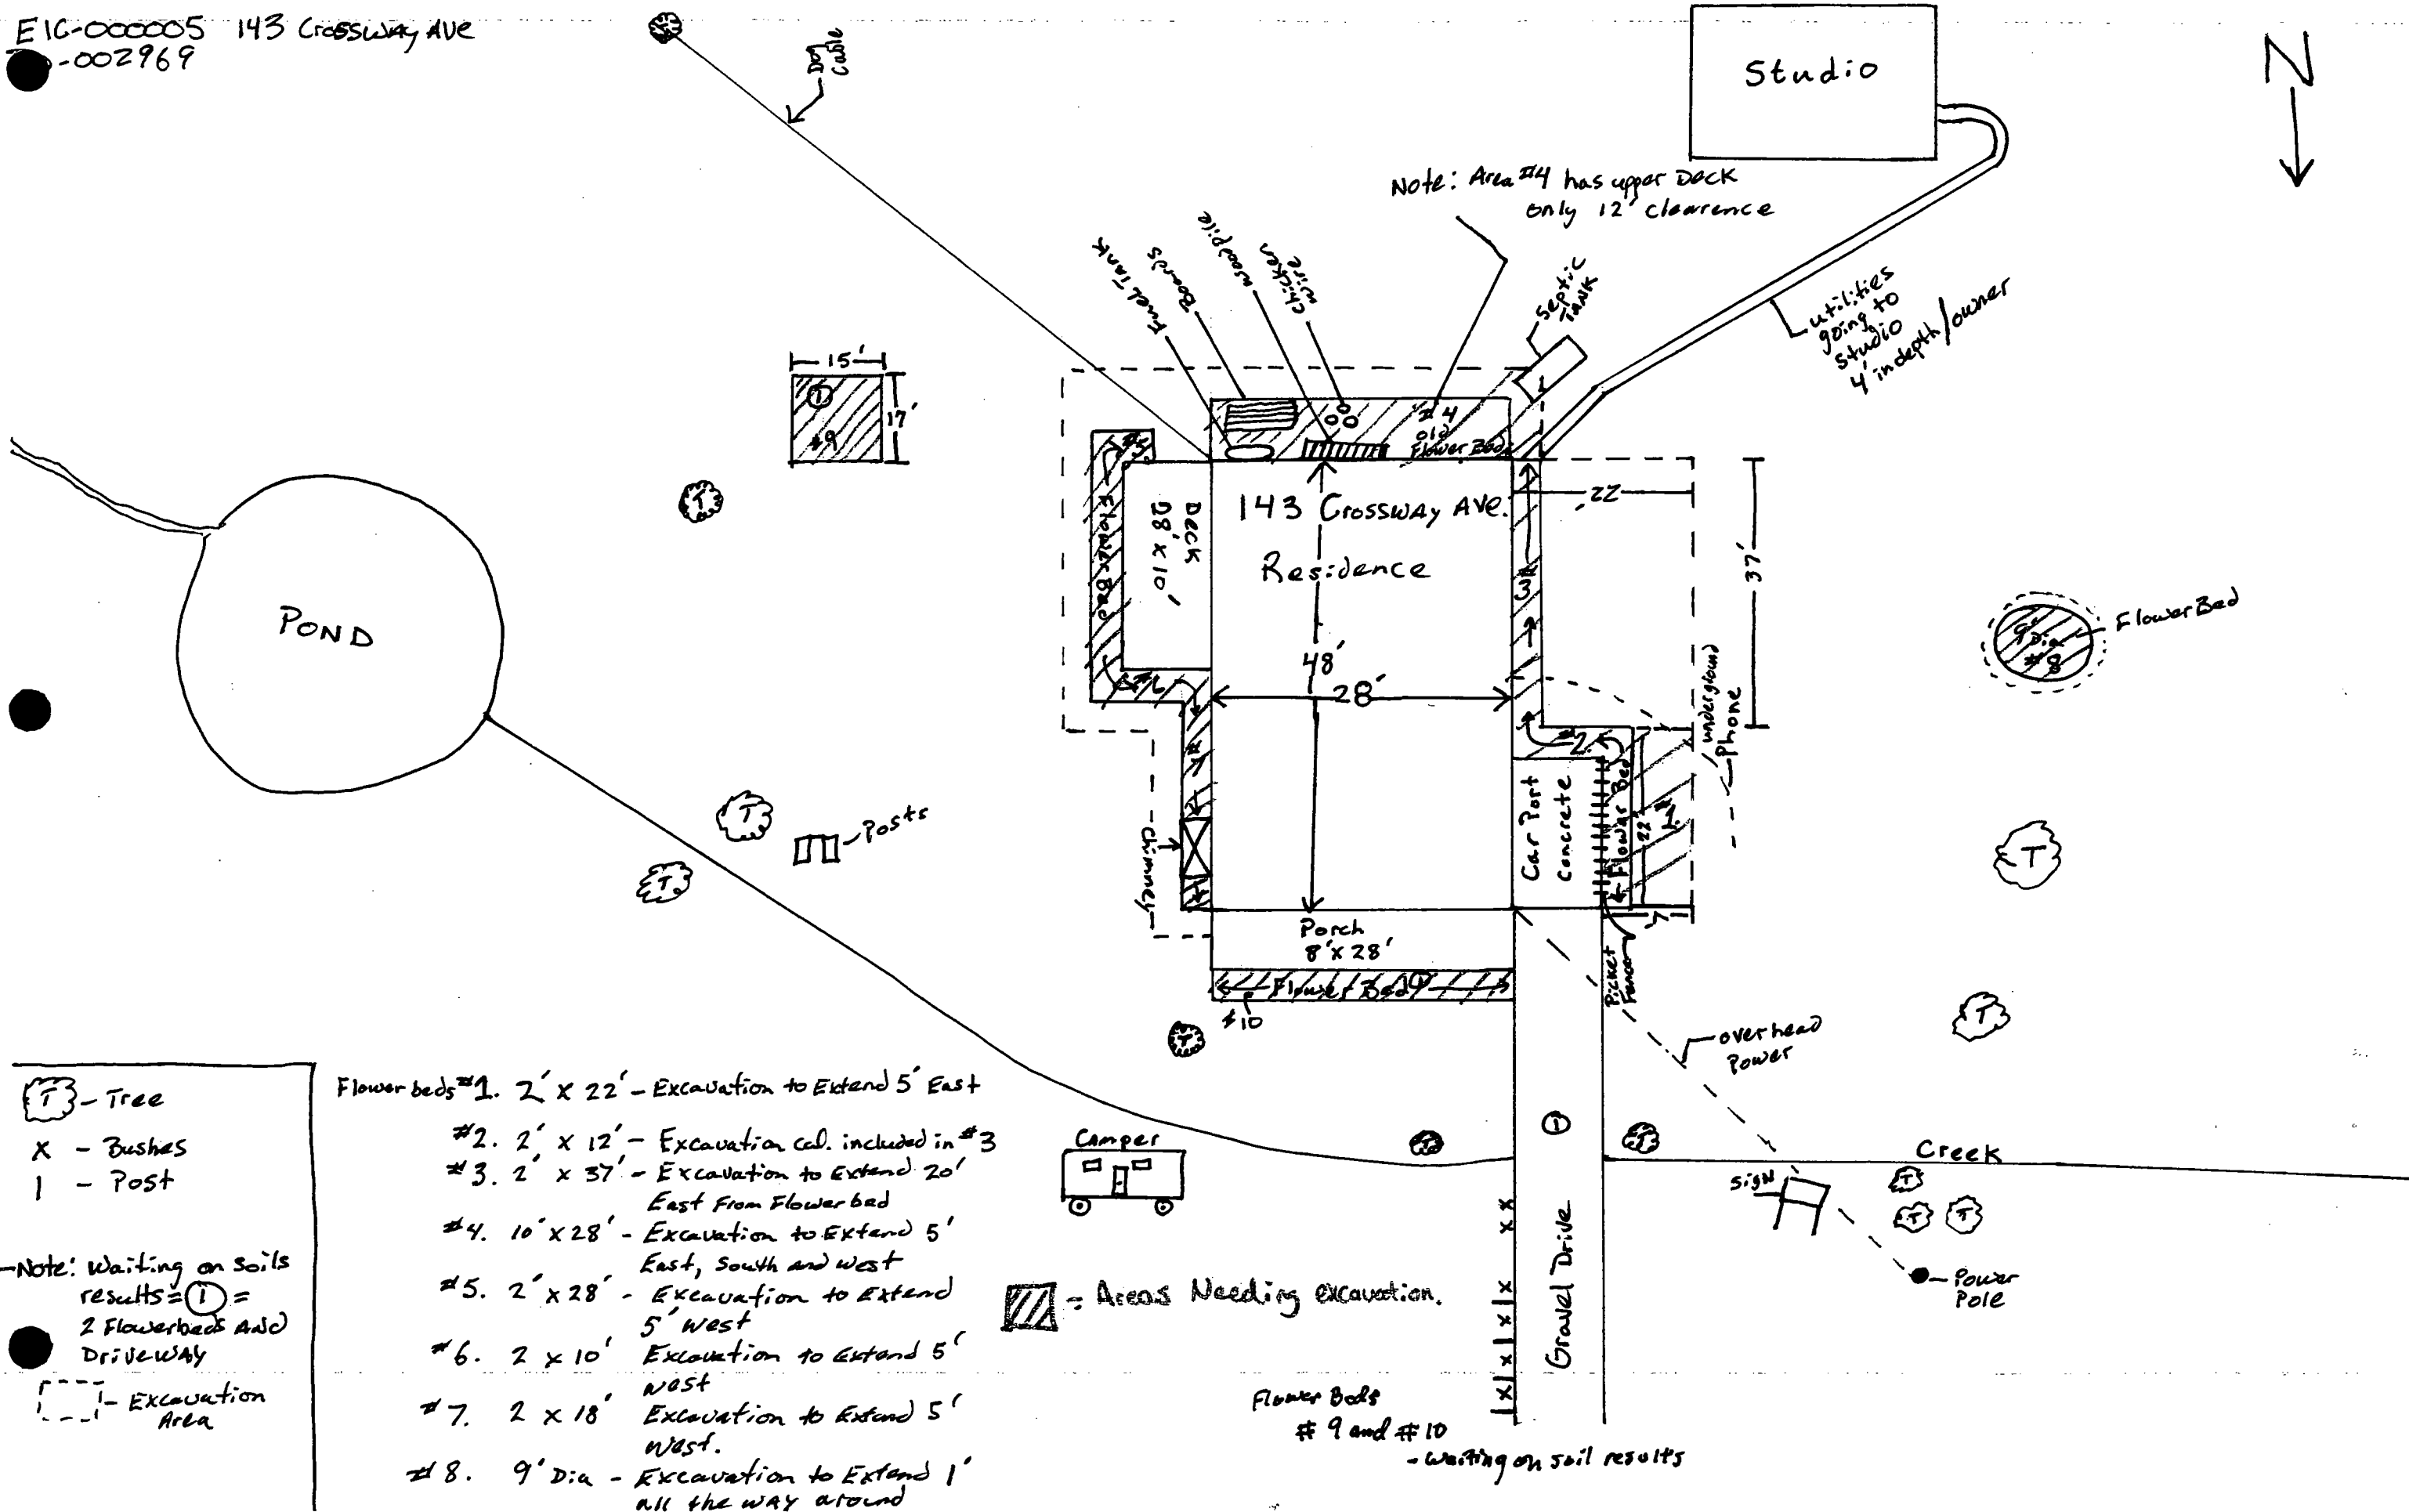 E1G-000005 143 Crossway Ave
-002969
Dog
Cable
Studio
N
Note: Area #4 has upper Deck
only 12' clearence
Fuel Tank
Boards
woodpile
chicken
wire
Septic
TANK
utilities
going to
studio
4' in depth/owner
15'
17'
1
#9
#4
old
Flower Bed
#5
Flower Bed
Deck
18' x 10'
143 Crossway Ave.
Residence
22'
37'
#3
48'
28'
POND
9'
Dia
#8
Flower Bed
underground
Phone
#6
#7
#2
Car Port
concrete
Flower Bed
22'
#1.
7'
T
Posts
Chimney
Porch
8' x 28'
Flower Bed 1
#10
Picket
Fence
overhead
Power
Creek
sign
Power
Pole
1
Gravel Drive
Camper
T - Tree
X - Bushes
I - Post
-Note: Waiting on soils
results = 1 =
2 Flowerbeds AND
DriveWAY
- Excavation
Area
Flower beds #1. 2' x 22' - Excavation to Extend 5' East
#2. 2' x 12' - Excavation cal. included in #3
#3. 2' x 37' - Excavation to Extend 20'
East From Flowerbed
#4. 10' x 28' - Excavation to Extend 5'
East, South and West
#5. 2' x 28' - Excavation to Extend
5' West
#6. 2 x 10' Excavation to Extend 5'
West
#7. 2 x 18' Excavation to Extend 5'
West.
#8. 9' Dia - Excavation to Extend 1'
all the way around
= Areas Needing excavation.
Flower Beds
# 9 and # 10
- waiting on soil results